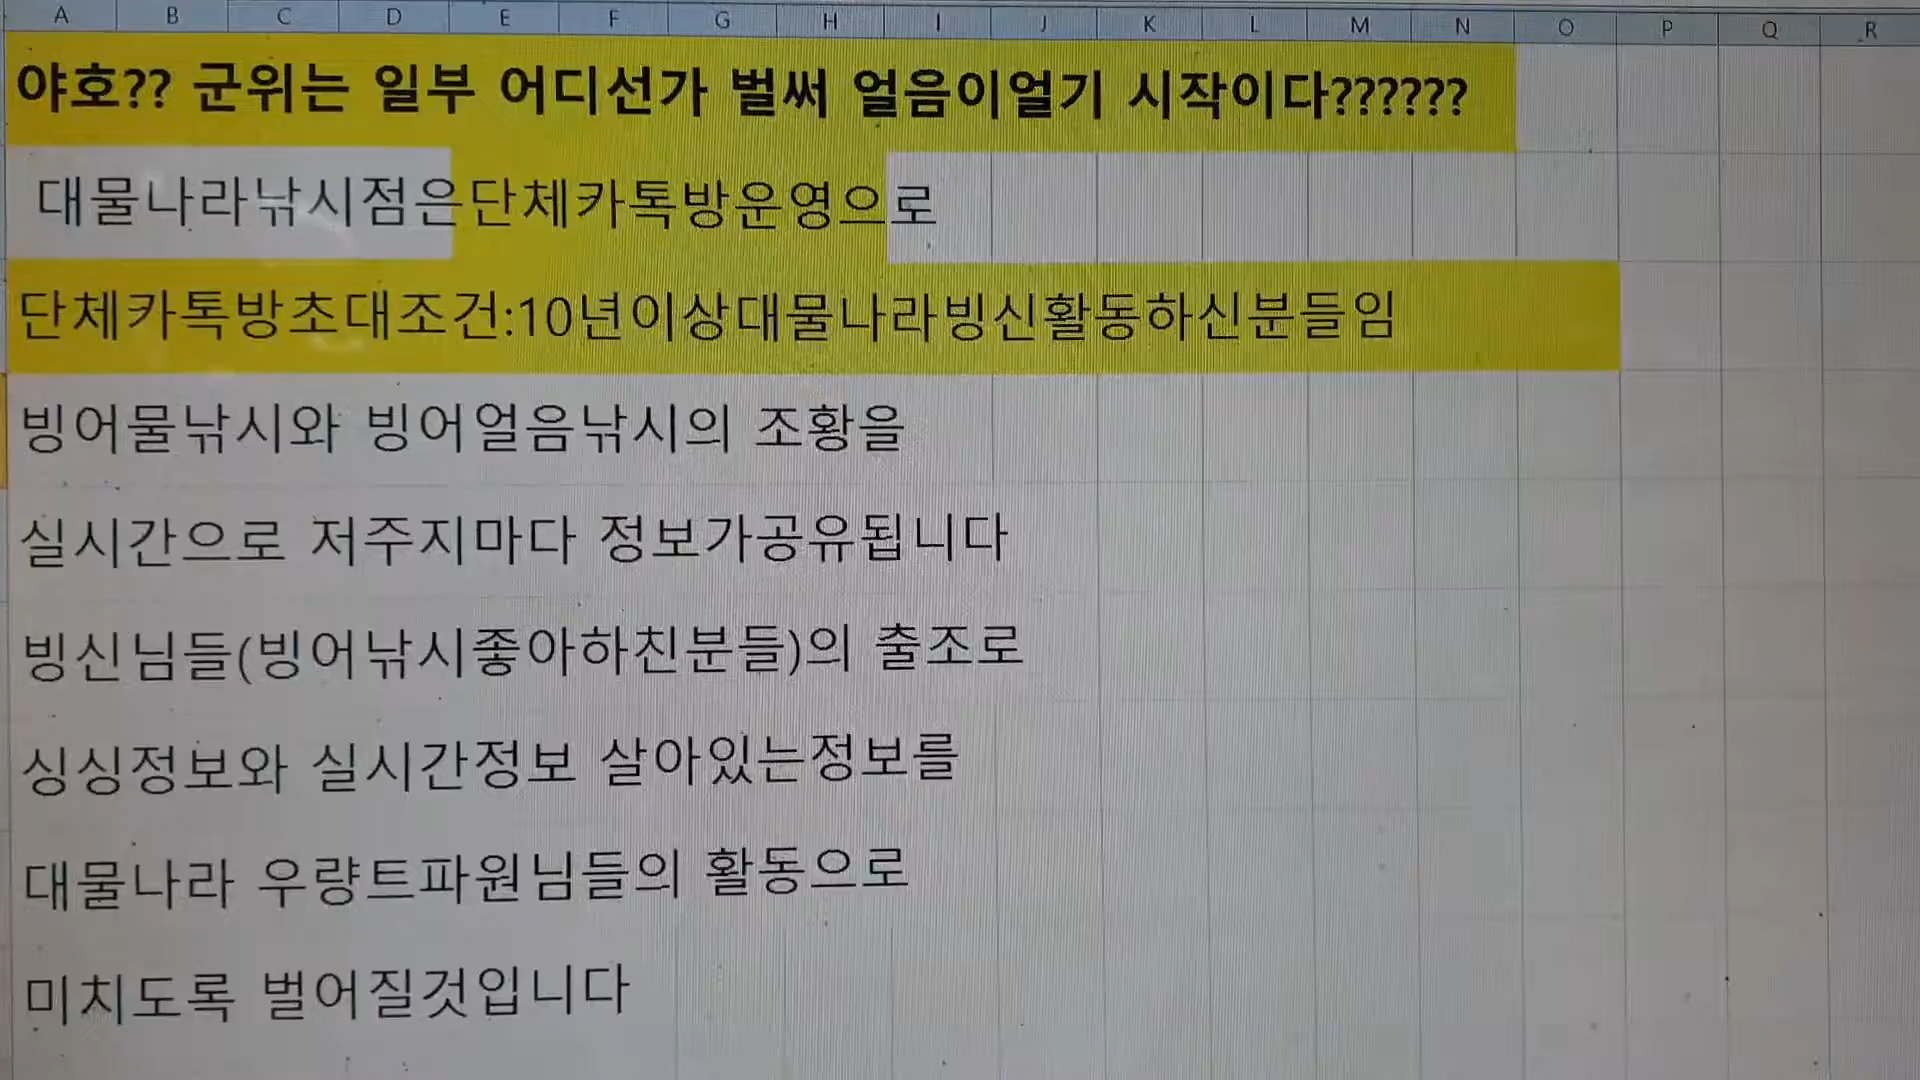 A B C D E F G H I J K L M N O P Q R
야호?? 군위는 일부 어디선가 벌써 얼음이얼기 시작이다??????
대물나라낚시점은단체카톡방운영으로
단체카톡방초대조건:10년이상대물나라빙신활동하신분들임
빙어물낚시와 빙어얼음낚시의 조황을
실시간으로 저주지마다 정보가공유됩니다
빙신님들(빙어낚시좋아하친분들)의 출조로
싱싱정보와 실시간정보 살아있는정보를
대물나라 우량트파원님들의 활동으로
미치도록 벌어질것입니다